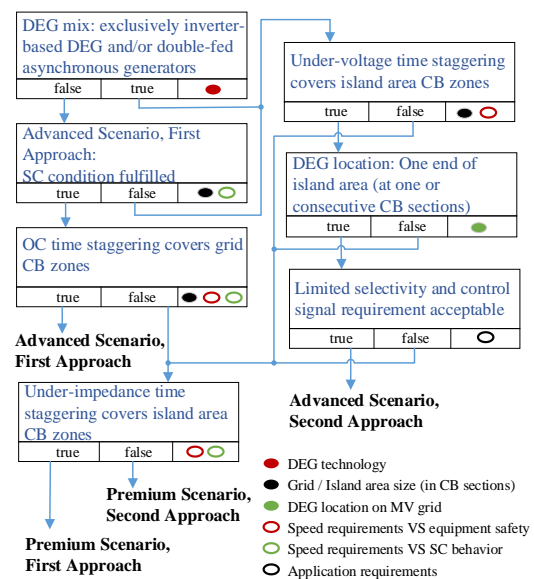 DEG mix: exclusively inverter-
based DEG and/or double-fed
asynchronous generators
false true
Advanced Scenario, First
Approach:
SC condition fulfilled
true false
OC time staggering covers grid
CB zones
true false
Advanced Scenario,
First Approach
Under-impedance time
staggering covers island area
CB zones
true false
Premium Scenario,
Second Approach
Premium Scenario,
First Approach
Under-voltage time staggering
covers island area CB zones
true false
DEG location: One end of
island area (at one or
consecutive CB sections)
true false
Limited selectivity and control
signal requirement acceptable
true false
Advanced Scenario,
Second Approach
DEG technology
Grid / Island area size (in CB sections)
DEG location on MV grid
Speed requirements VS equipment safety
Speed requirements VS SC behavior
Application requirements